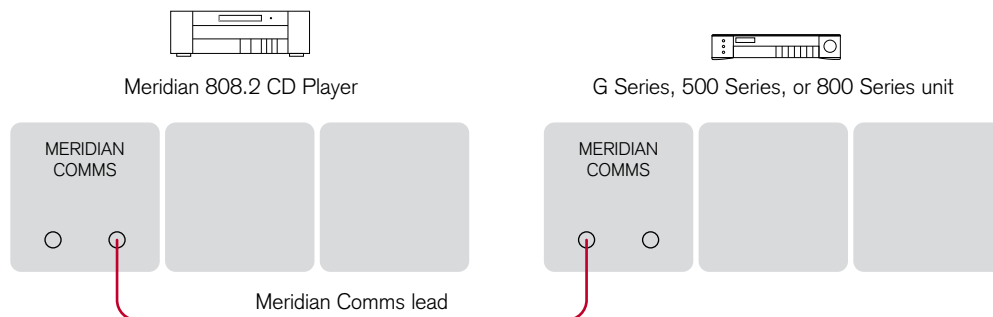 Meridian 808.2 CD Player
G Series, 500 Series, or 800 Series unit
MERIDIAN
COMMS
MERIDIAN
COMMS
Meridian Comms lead